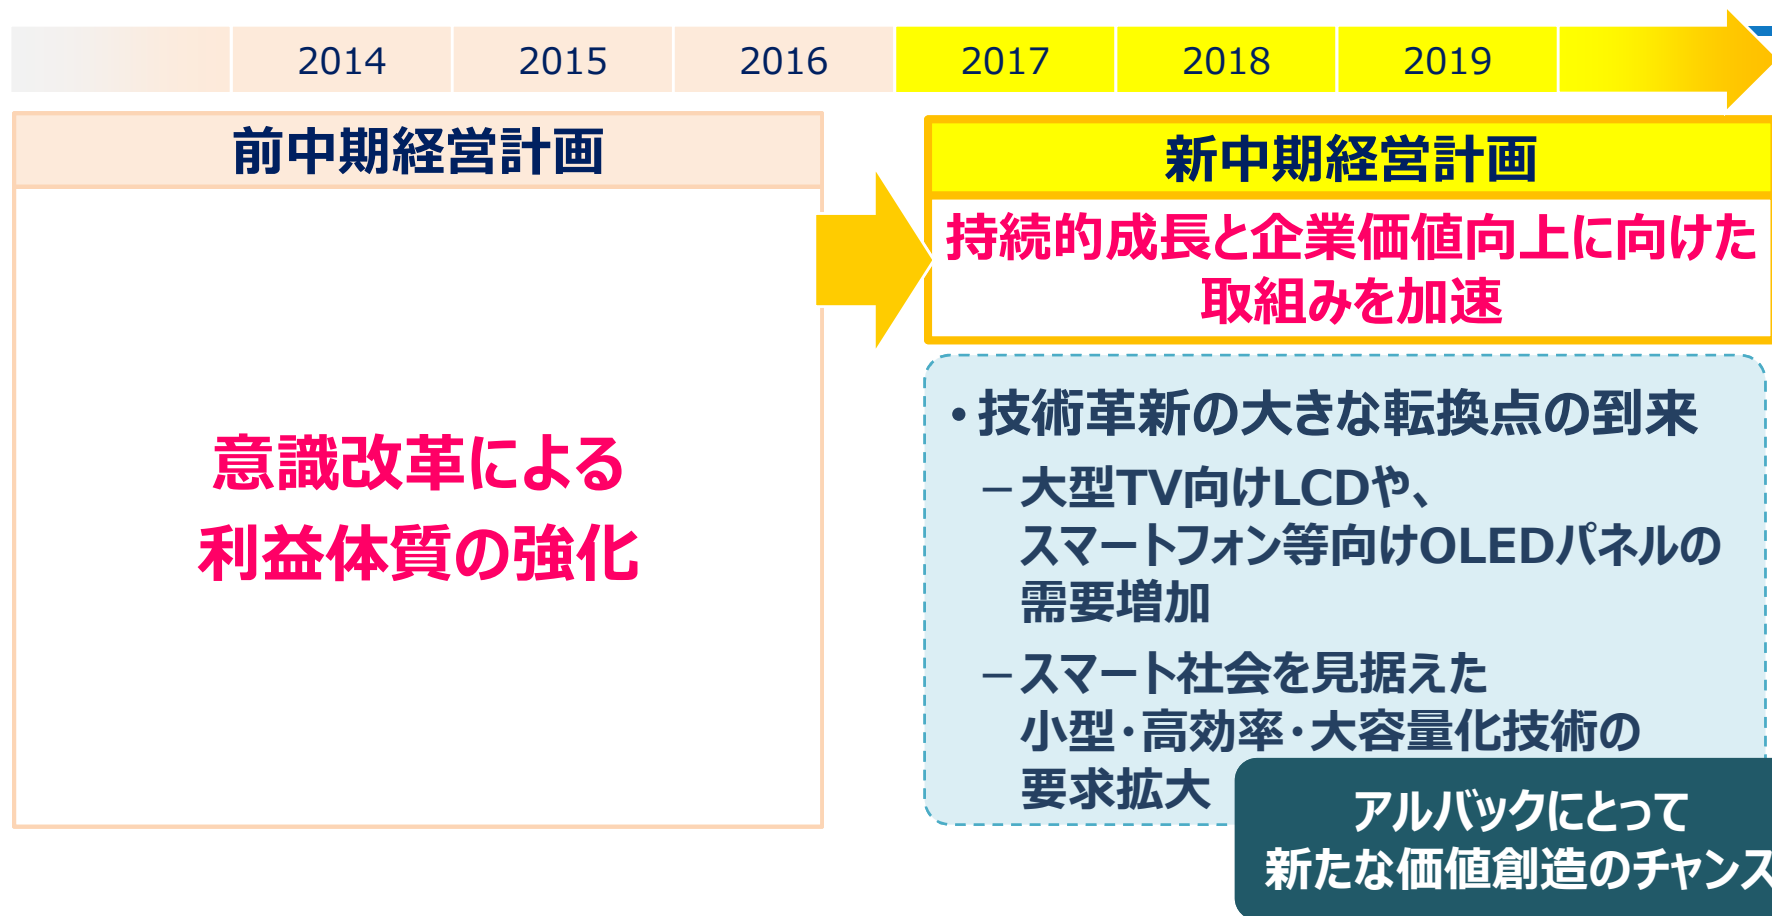 2014 2015 2016 2017 2018 2019
前中期経営計画
意識改革による
利益体質の強化
新中期経営計画
持続的成長と企業価値向上に向けた
取組みを加速
・技術革新の大きな転換点の到来
－大型TV向けLCDや、
スマートフォン等向けOLEDパネルの
需要増加
－スマート社会を見据えた
小型・高効率・大容量化技術の
要求拡大
アルバックにとって
新たな価値創造のチャンス